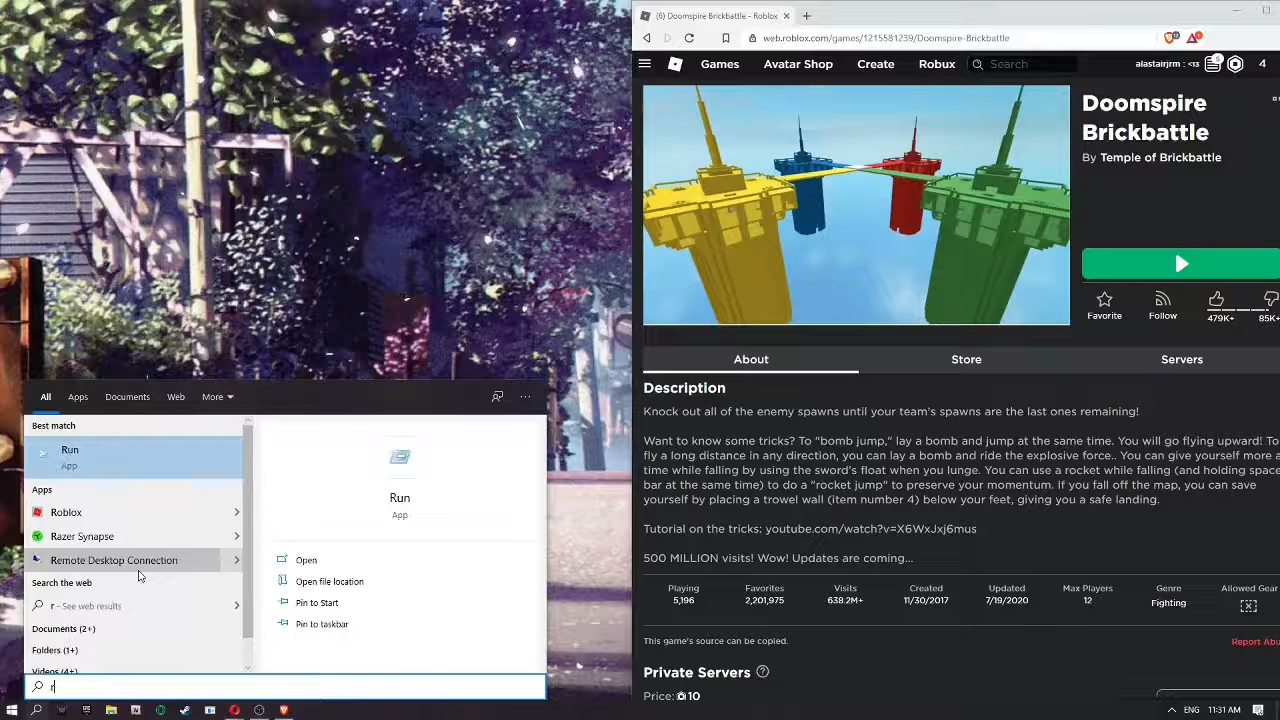 All
Apps
Documents
Web
More
Best match
Run
App
Apps
Roblox
Razer Synapse
Remote Desktop Connection
Search the web
r - See web results
Documents (2+)
Folders (1+)
Videos (4+)
r
Run
App
Open
Open file location
Pin to Start
Pin to taskbar
(6) Doomspire Brickbattle - Roblox
web.roblox.com/games/1215581239/Doomspire-Brickbattle
Games
Avatar Shop
Create
Robux
Search
alastairjrm : <13
4
Doomspire
Brickbattle
By Temple of Brickbattle
Favorite
Follow
479K+
85K+
About
Store
Servers
Description
Knock out all of the enemy spawns until your team's spawns are the last ones remaining!
Want to know some tricks? To "bomb jump," lay a bomb and jump at the same time. You will go flying upward! To
fly a long distance in any direction, you can lay a bomb and ride the explosive force.. You can give yourself more a
time while falling by using the sword's float when you lunge. You can use a rocket while falling (and holding space
bar at the same time) to do a "rocket jump" to preserve your momentum. If you fall off the map, you can save
yourself by placing a trowel wall (item number 4) below your feet, giving you a safe landing.
Tutorial on the tricks: youtube.com/watch?v=X6WxJxj6mus
500 MILLION visits! Wow! Updates are coming...
Playing
Favorites
Visits
Created
Updated
Max Players
Genre
Allowed Gear
5,196
2,201,975
638.2M+
11/30/2017
7/19/2020
12
Fighting
This game's source can be copied.
Report Abu
Private Servers
Price: 10
ENG
11:31 AM